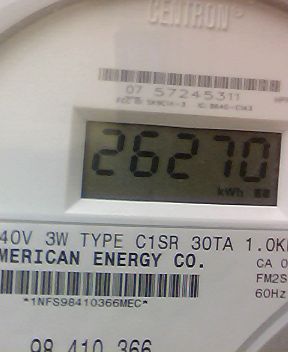 CENTRON®
07 57245311
26270
kWh
40V 3W TYPE C1SR 30TA 1.0K
MERICAN ENERGY CO.
CA 0
FM2S
60Hz
*1NFS98410366MEC*
98 410 366